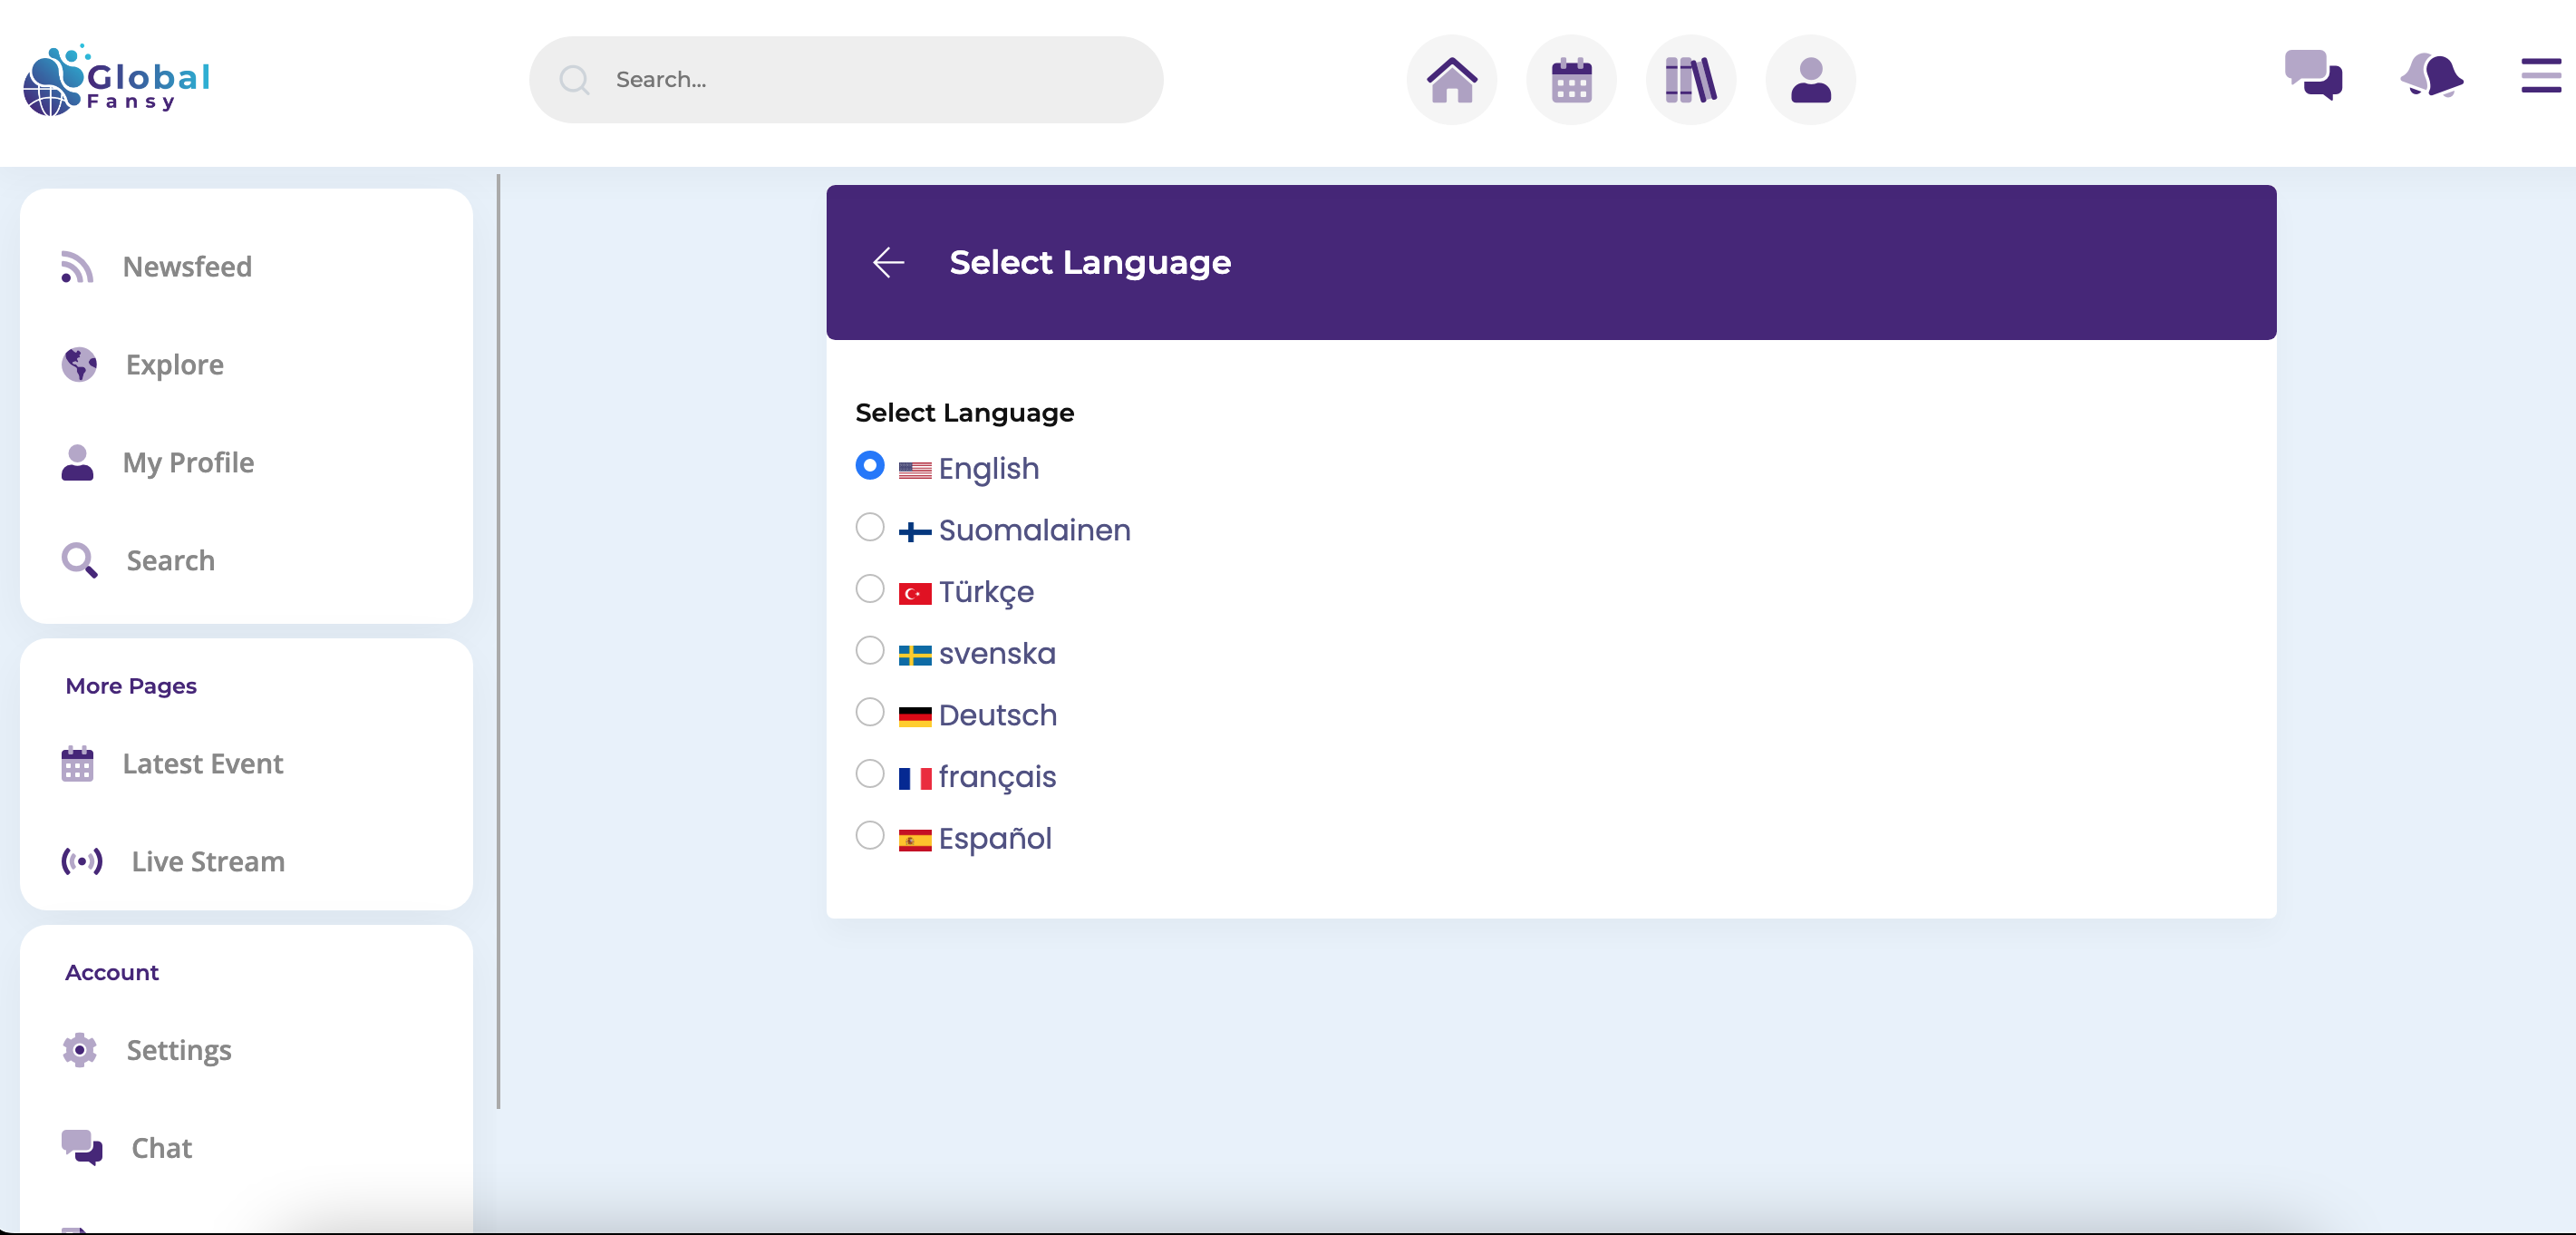 Global
Fansy
Search...
Newsfeed
Explore
My Profile
Search
More Pages
Latest Event
Live Stream
Account
Settings
Chat
Select Language
Select Language
English
Suomalainen
Türkçe
svenska
Deutsch
français
Español